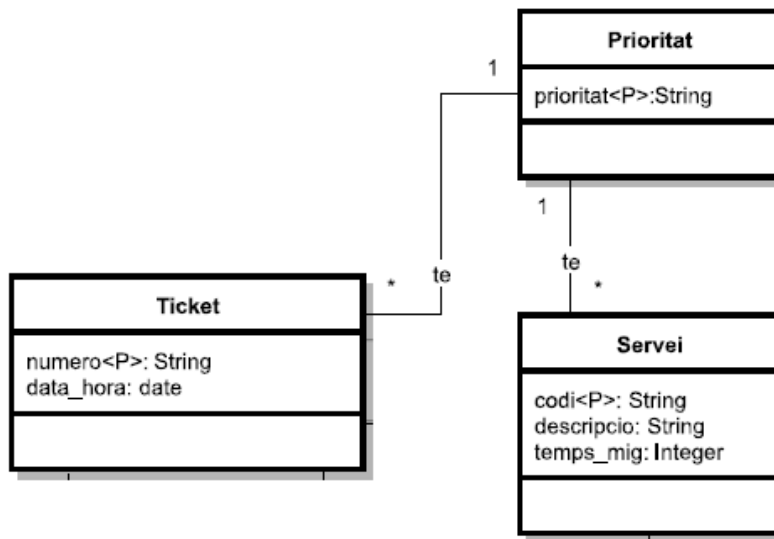 Prioritat
1
prioritat<P>:String
1
te
te
*
*
Ticket
numero<P>: String
data_hora: date
Servei
codi<P>: String
descripcio: String
temps_mig: Integer